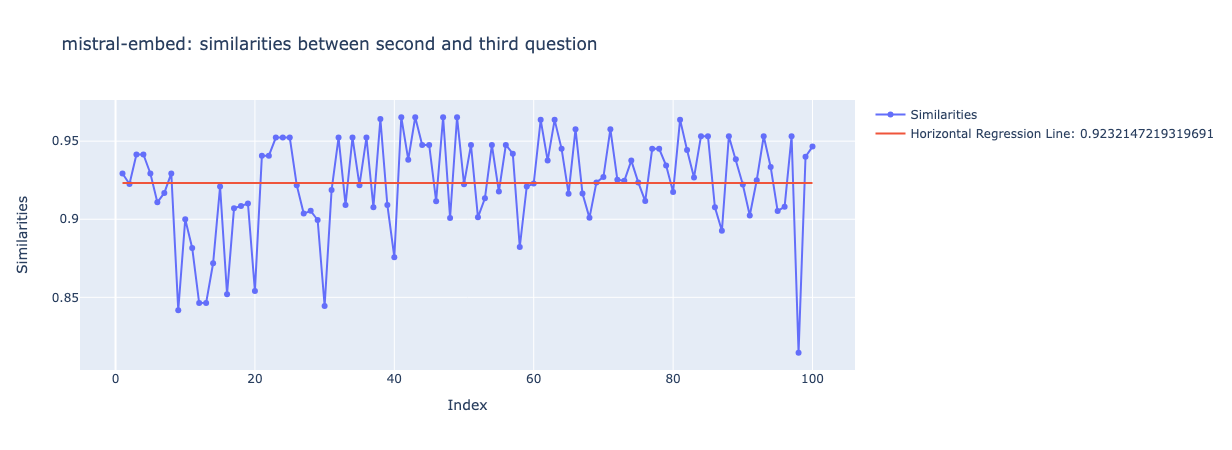 mistral-embed: similarities between second and third question
Similarities
Horizontal Regression Line: 0.9232147219319691
0.95
0.9
0.85
Similarities
0 20 40 60 80 100
Index